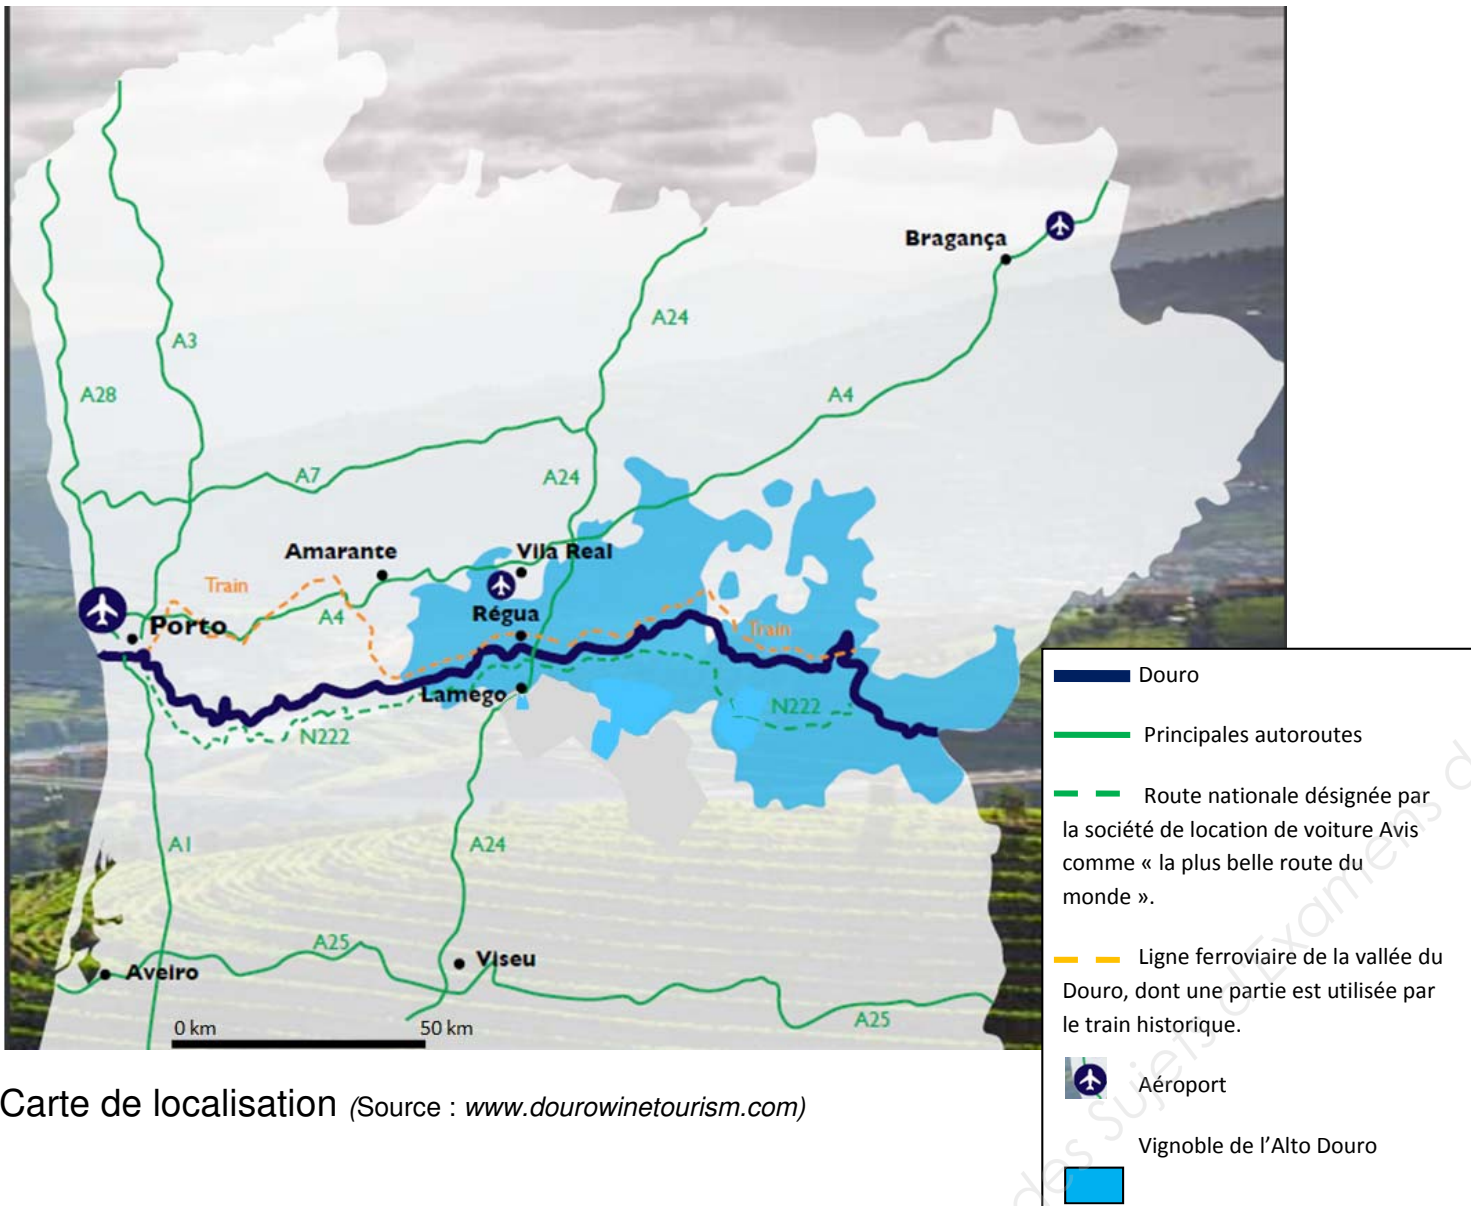 Bragança
A24
A3
A28
A4
A7
A24
Amarante
Vila Real
Train
Régua
A4
Porto
Train
Lamego
N222
N222
A1
A24
A25
Viseu
Aveiro
A25
0 km 50 km
Douro
Principales autoroutes
Route nationale désignée par
la société de location de voiture Avis
comme « la plus belle route du
monde ».
Ligne ferroviaire de la vallée du
Douro, dont une partie est utilisée par
le train historique.
Aéroport
Vignoble de l’Alto Douro
Carte de localisation (Source : www.dourowinetourism.com)
des Sujets d'Examens d